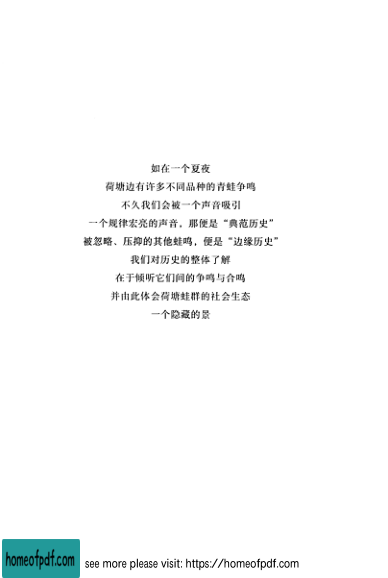 如在一个夏夜
荷塘边有许多不同品种的青蛙争鸣
不久我们会被一个声音吸引
一个规律宏亮的声音，那便是“典范历史”
被忽略、压抑的其他蛙鸣，便是“边缘历史”
我们对历史的整体了解
在于倾听它们间的争鸣与合鸣
并由此体会荷塘蛙群的社会生态
一个隐藏的景
homeofpdf.com
see more please visit: https://homeofpdf.com